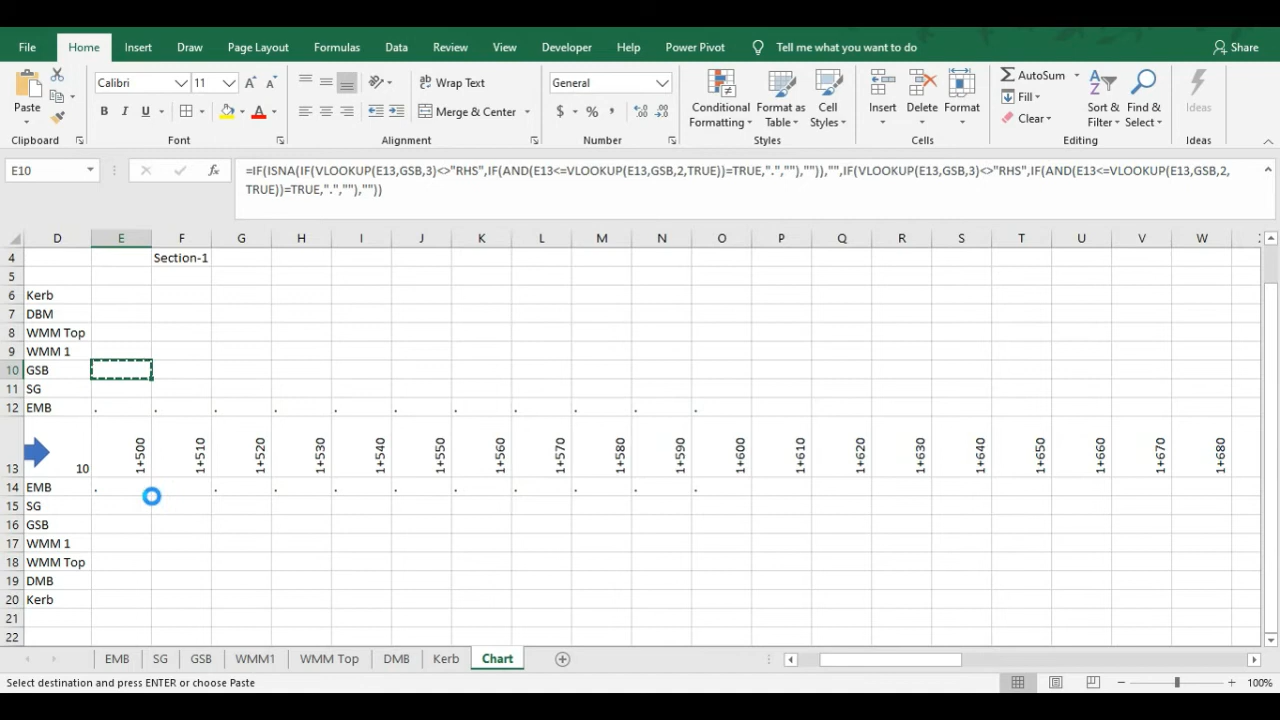 File Home Insert Draw Page Layout Formulas Data Review View Developer Help Power Pivot Tell me what you want to do Share
Calibri 11 Wrap Text General AutoSum
Paste B I U Merge & Center $ % Conditional Formatting Format as Table Cell Styles Insert Delete Format Fill Clear Sort & Filter Find & Select Ideas
Clipboard Font Alignment Number Styles Cells Editing Ideas
E10 fx =IF(ISNA(IF(VLOOKUP(E13,GSB,3)<>"RHS",IF(AND(E13<=VLOOKUP(E13,GSB,2,TRUE))=TRUE,".",""),"")),"",IF(VLOOKUP(E13,GSB,3)<>"RHS",IF(AND(E13<=VLOOKUP(E13,GSB,2,
TRUE))=TRUE,".",""),""))
D E F G H I J K L M N O P Q R S T U V W
4 Section-1
5
6 Kerb
7 DBM
8 WMM Top
9 WMM 1
10 GSB
11 SG
12 EMB . . . . . . . . . . .
13 10 1+500 1+510 1+520 1+530 1+540 1+550 1+560 1+570 1+580 1+590 1+600 1+610 1+620 1+630 1+640 1+650 1+660 1+670 1+680
14 EMB . . . . . . . . . .
15 SG
16 GSB
17 WMM 1
18 WMM Top
19 DMB
20 Kerb
21
22
EMB SG GSB WMM1 WMM Top DMB Kerb Chart
Select destination and press ENTER or choose Paste 100%